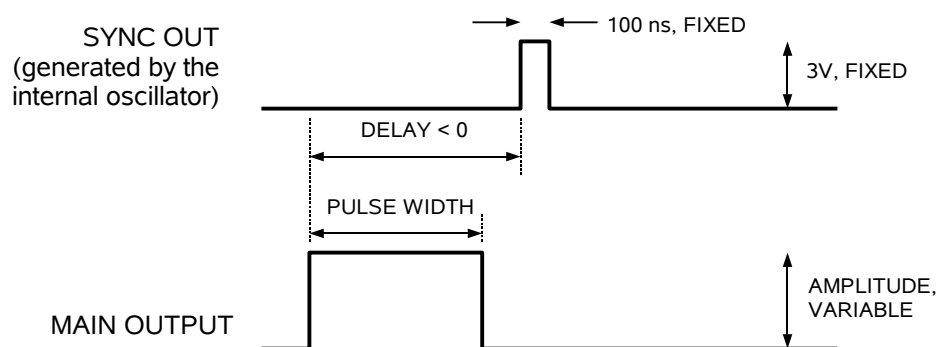 SYNC OUT
(generated by the
internal oscillator)
100 ns, FIXED
3V, FIXED
DELAY < 0
PULSE WIDTH
MAIN OUTPUT
AMPLITUDE,
VARIABLE